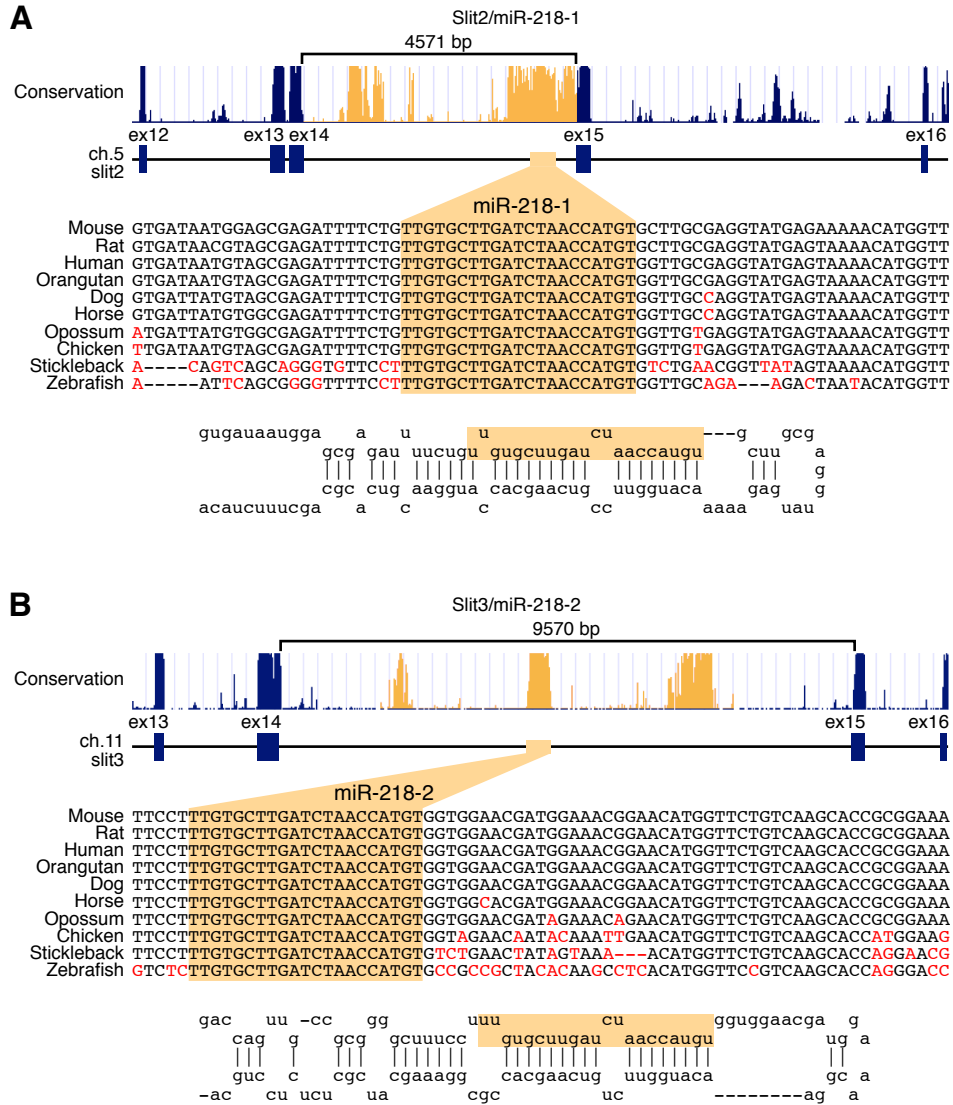 A
Slit2/miR-218-1
4571 bp
Conservation
ex12 ex13 ex14 ex15 ex16
ch.5
slit2
miR-218-1
Mouse GTGATAATGGAGCGAGATTTTCTGTTGTGCTTGATCTAACCATGTGCTTGCGAGGTATGAGAAAAACATGGTT
Rat GTGATAACGTAGCGAGATTTTCTGTTGTGCTTGATCTAACCATGTGCTTGCGAGGTATGAGTAAAACATGGTT
Human GTGATAATGTAGCGAGATTTTCTGTTGTGCTTGATCTAACCATGTGGTTGCGAGGTATGAGTAAAACATGGTT
Orangutan GTGATAATGTAGCGAGATTTTCTGTTGTGCTTGATCTAACCATGTGGTTGCGAGGTATGAGTAAAACATGGTT
Dog GTGATTATGTAGCGAGATTTTCTGTTGTGCTTGATCTAACCATGTGGTTGCCAGGTATGAGTAAAACATGGTT
Horse GTGATTATGTGGCGAGATTTTCTGTTGTGCTTGATCTAACCATGTGGTTGCCAGGTATGAGTAAAACATGGTT
Opossum ATGATTATGTGGCGAGATTTTCTGTTGTGCTTGATCTAACCATGTGGTTGTGAGGTATGAGTAAAACATGGTT
Chicken TTGATAATGTAGCGAGATTTTCTGTTGTGCTTGATCTAACCATGTGGTTGTGAGGTATGAGTAAAACATGGTT
Stickleback A----CAGTCAGCAGGGTGTTCCTTTGTGCTTGATCTAACCATGTGTCTGAACGGTTATAGTAAAACATGGTT
Zebrafish A-----ATTCAGCGGGGTTTTCCTTTGTGCTTGATCTAACCATGTGGTTGCAGA---AGACTAATACATGGTT
gugauaaugga a u u cu ---g gcg
gcg gau uucugu gugcuugau aaccaugu cuu a
g
cgc cug aaggua cacgaacug uugguaca gag g
acaucuuucga a c c cc aaaa uau
B
Slit3/miR-218-2
9570 bp
Conservation
ex13 ex14 ex15 ex16
ch.11
slit3
miR-218-2
Mouse TTCCTTTGTGCTTGATCTAACCATGTGGTGGAACGATGGAAACGGAACATGGTTCTGTCAAGCACCGCGGAAA
Rat TTCCTTTGTGCTTGATCTAACCATGTGGTGGAACGATGGAAACGGAACATGGTTCTGTCAAGCACCGCGGAAA
Human TTCCTTTGTGCTTGATCTAACCATGTGGTGGAACGATGGAAACGGAACATGGTTCTGTCAAGCACCGCGGAAA
Orangutan TTCCTTTGTGCTTGATCTAACCATGTGGTGGAACGATGGAAACGGAACATGGTTCTGTCAAGCACCGCGGAAA
Dog TTCCTTTGTGCTTGATCTAACCATGTGGTGGAACGATGGAAACGGAACATGGTTCTGTCAAGCACCGCGGAAA
Horse TTCCTTTGTGCTTGATCTAACCATGTGGTGGCACGATGGAAACGGAACATGGTTCTGTCAAGCACCGCGGAAA
Opossum TTCCTTTGTGCTTGATCTAACCATGTGGTGGAACGATAGAAACAGAACATGGTTCTGTCAAGCACCGCGGAAA
Chicken TTCCTTTGTGCTTGATCTAACCATGTGGTAGAACAATACAAATTGAACATGGTTCTGTCAAGCACCATGGAAG
Stickleback TTCCTTTGTGCTTGATCTAACCATGTGTCTGAACTATAGTAAA---ACATGGTTCTGTCAAGCACCAGGAACG
Zebrafish GTCTCTTGTGCTTGATCTAACCATGTGCCGCCGCTACACAAGCCTCACATGGTTCCGTCAAGCACCAGGGACC
gac uu -cc gg uuu cu gguggaacga g
cag g gcg gcuuucc gugcuugau aaccaugu ug a
guc c cgc cgaaagg cacgaacug uugguaca gc a
-ac cu ucu ua cgc uc --------ag a